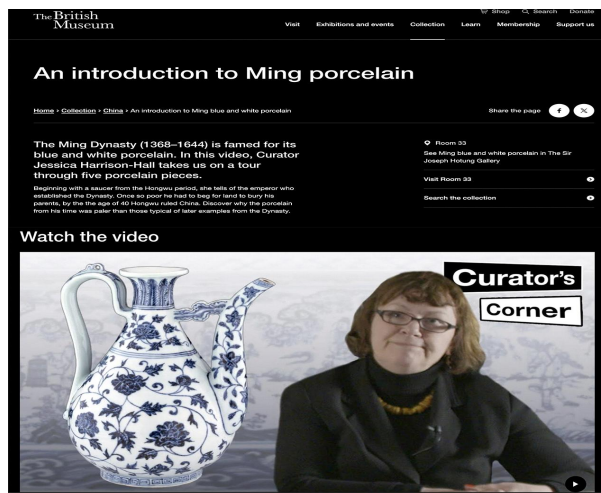 The British
Museum
Shop Search Donate
Visit Exhibitions and events Collection Learn Membership Support us
An introduction to Ming porcelain
Home › Collection › China › An introduction to Ming blue and white porcelain
Share the page
The Ming Dynasty (1368–1644) is famed for its
blue and white porcelain. In this video, Curator
Jessica Harrison-Hall takes us on a tour
through five porcelain pieces.
Beginning with a saucer from the Hongwu period, she tells of the emperor who
established the Dynasty. Once so poor he had to beg for land to bury his
parents, by the the age of 40 Hongwu ruled China. Discover why the porcelain
from his time was paler than those typical of later examples from the Dynasty.
Room 33
See Ming blue and white porcelain in The Sir
Joseph Hotung Gallery
Visit Room 33
Search the collection
Watch the video
Curator's
Corner